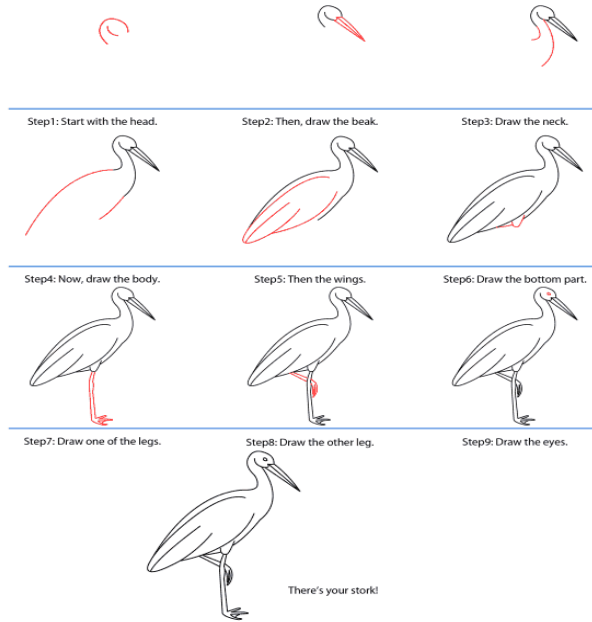 Step1: Start with the head.
Step2: Then, draw the beak.
Step3: Draw the neck.
Step4: Now, draw the body.
Step5: Then the wings.
Step6: Draw the bottom part.
Step7: Draw one of the legs.
Step8: Draw the other leg.
Step9: Draw the eyes.
There's your stork!